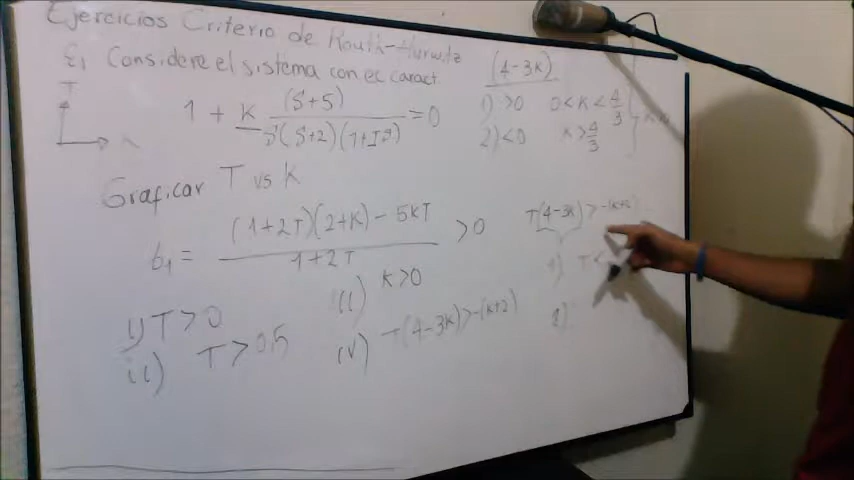 Ejercicios Criterio de Routh-Hurwitz
E1 Considere el sistema con ec caract
T
1 + K (S+5) / S(S+2)(1+TS) = 0
Graficar T vs K
b1 = (1+2T)(2+K) - 5KT / 1+2T > 0
i) T > 0
ii) T > 0.5
K > 0
iv) T(4-3K) > -(K+2)
(4-3K)
1) >0 0<K<4/3
2) <0 K>4/3
T(4-3K) > -(K+2)
1) T <
2)